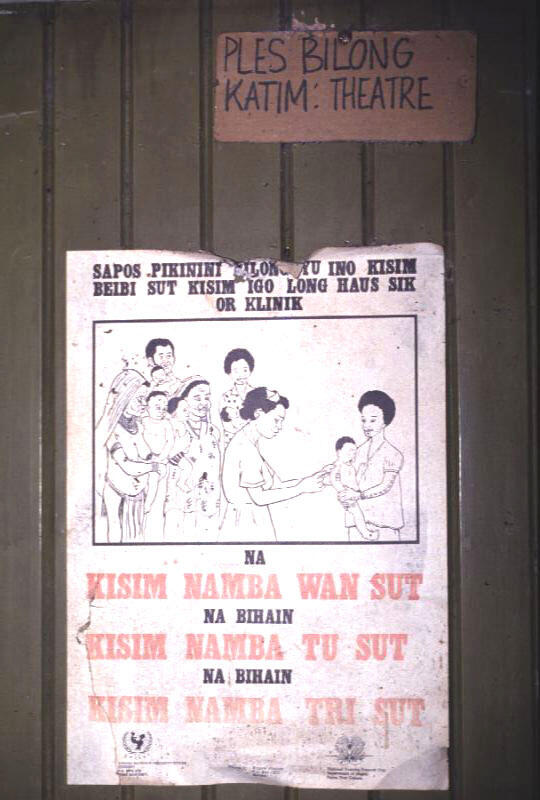 PLES BILONG
KATIM: THEATRE
SAPOS PIKININI BILONG YU INO KISIM
BEIBI SUT KISIM IGO LONG HAUS SIK
OR KLINIK
NA
KISIM NAMBA WAN SUT
NA BIHAIN
KISIM NAMBA TU SUT
NA BIHAIN
KISIM NAMBA TRI SUT